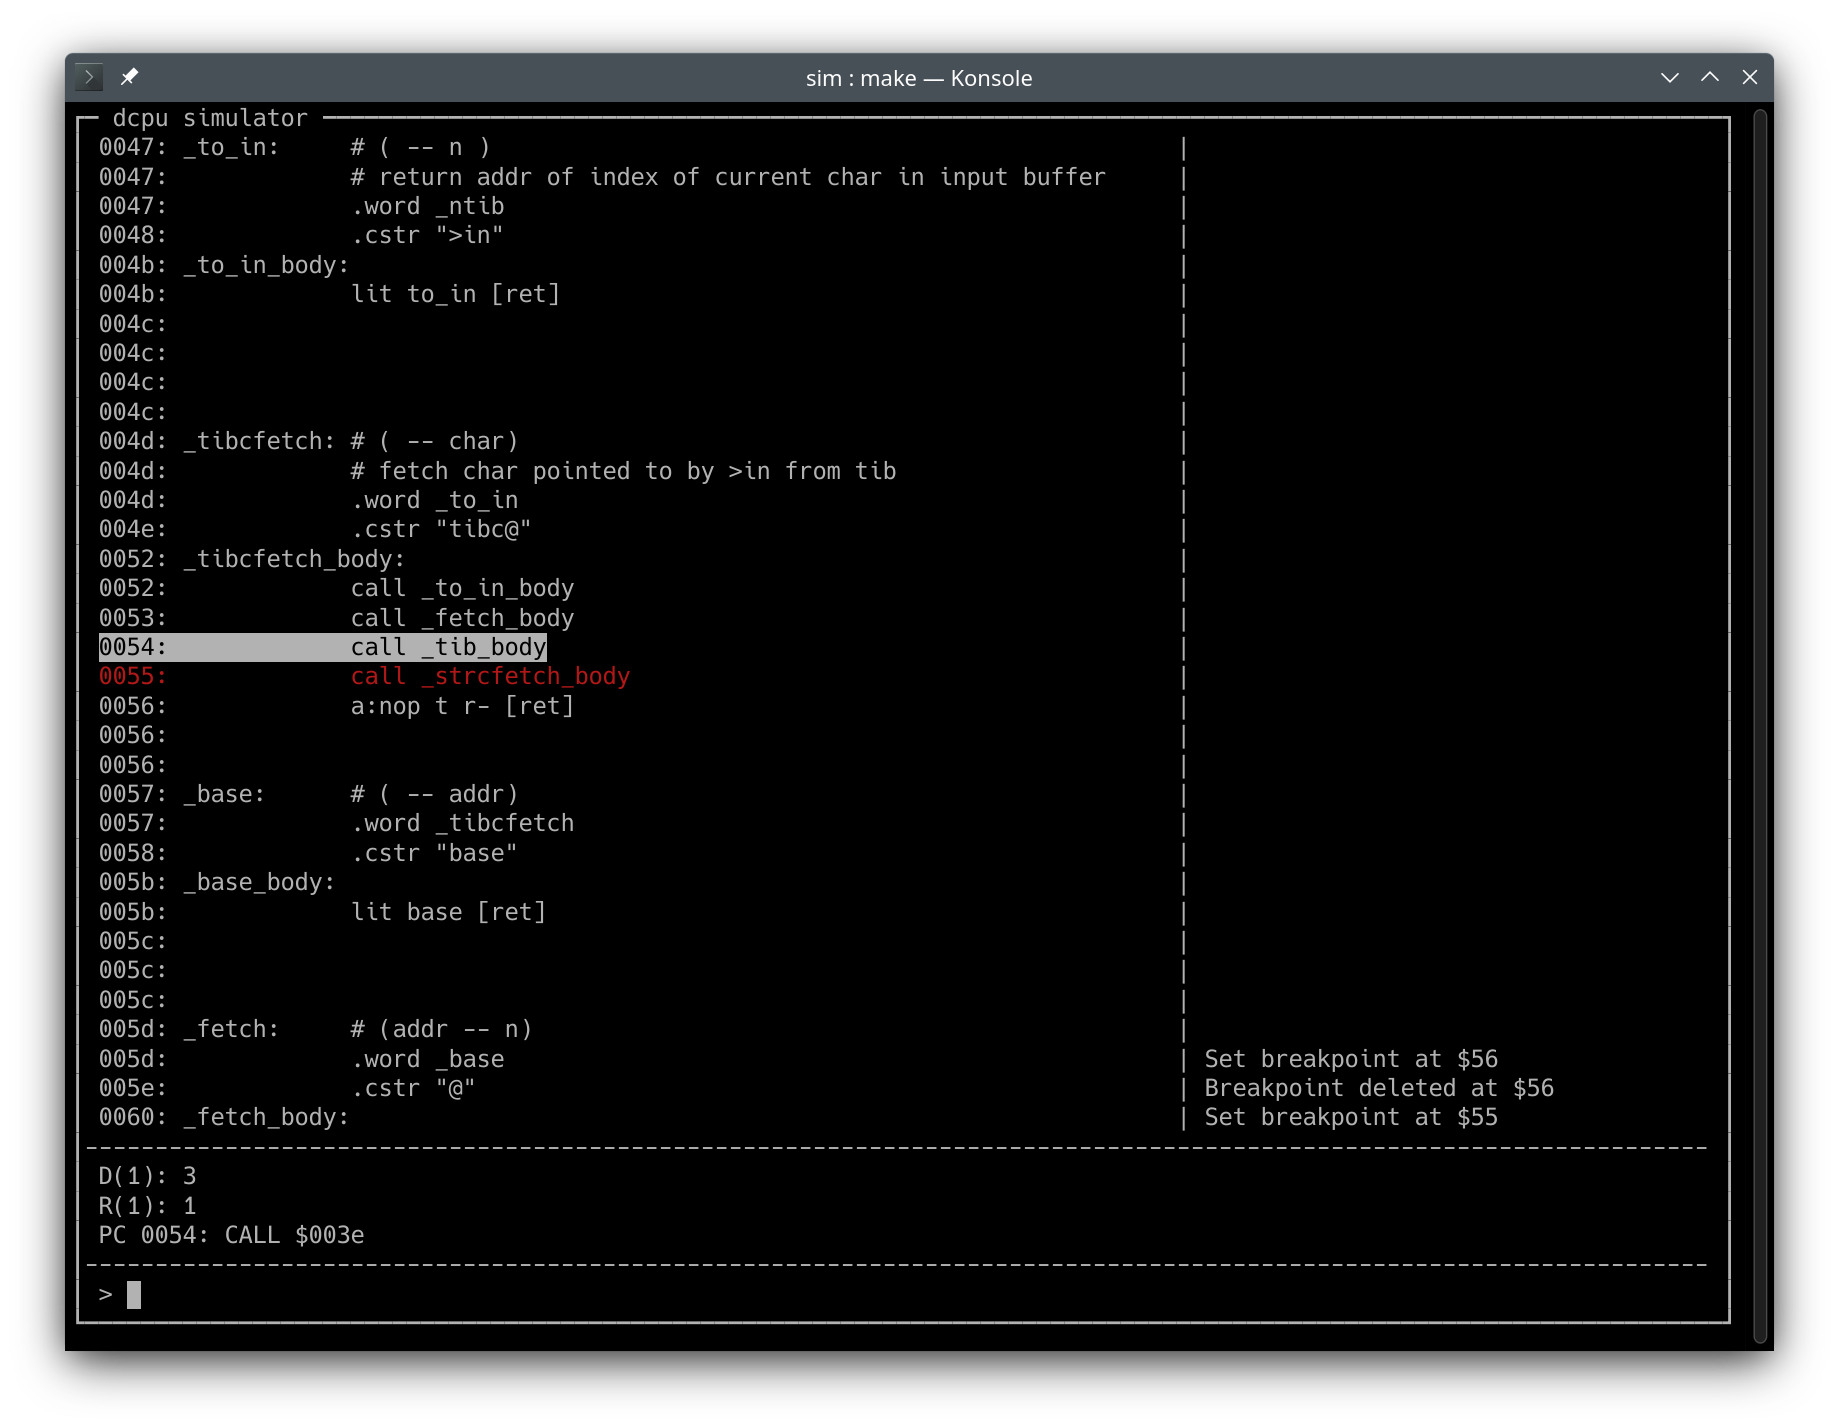 sim : make — Konsole
dcpu simulator
0047: _to_in:     # ( -- n )
0047:             # return addr of index of current char in input buffer
0047:             .word _ntib
0048:             .cstr ">in"
004b: _to_in_body:
004b:             lit to_in [ret]
004c:
004c:
004c:
004c:
004d: _tibcfetch: # ( -- char)
004d:             # fetch char pointed to by >in from tib
004d:             .word _to_in
004e:             .cstr "tibc@"
0052: _tibcfetch_body:
0052:             call _to_in_body
0053:             call _fetch_body
0054:             call _tib_body
0055:             call _strcfetch_body
0056:             a:nop t r- [ret]
0056:
0056:
0057: _base:      # ( -- addr)
0057:             .word _tibcfetch
0058:             .cstr "base"
005b: _base_body:
005b:             lit base [ret]
005c:
005c:
005c:
005d: _fetch:     # (addr -- n)
005d:             .word _base | Set breakpoint at $56
005e:             .cstr "@" | Breakpoint deleted at $56
0060: _fetch_body: | Set breakpoint at $55
D(1): 3
R(1): 1
PC 0054: CALL $003e
>